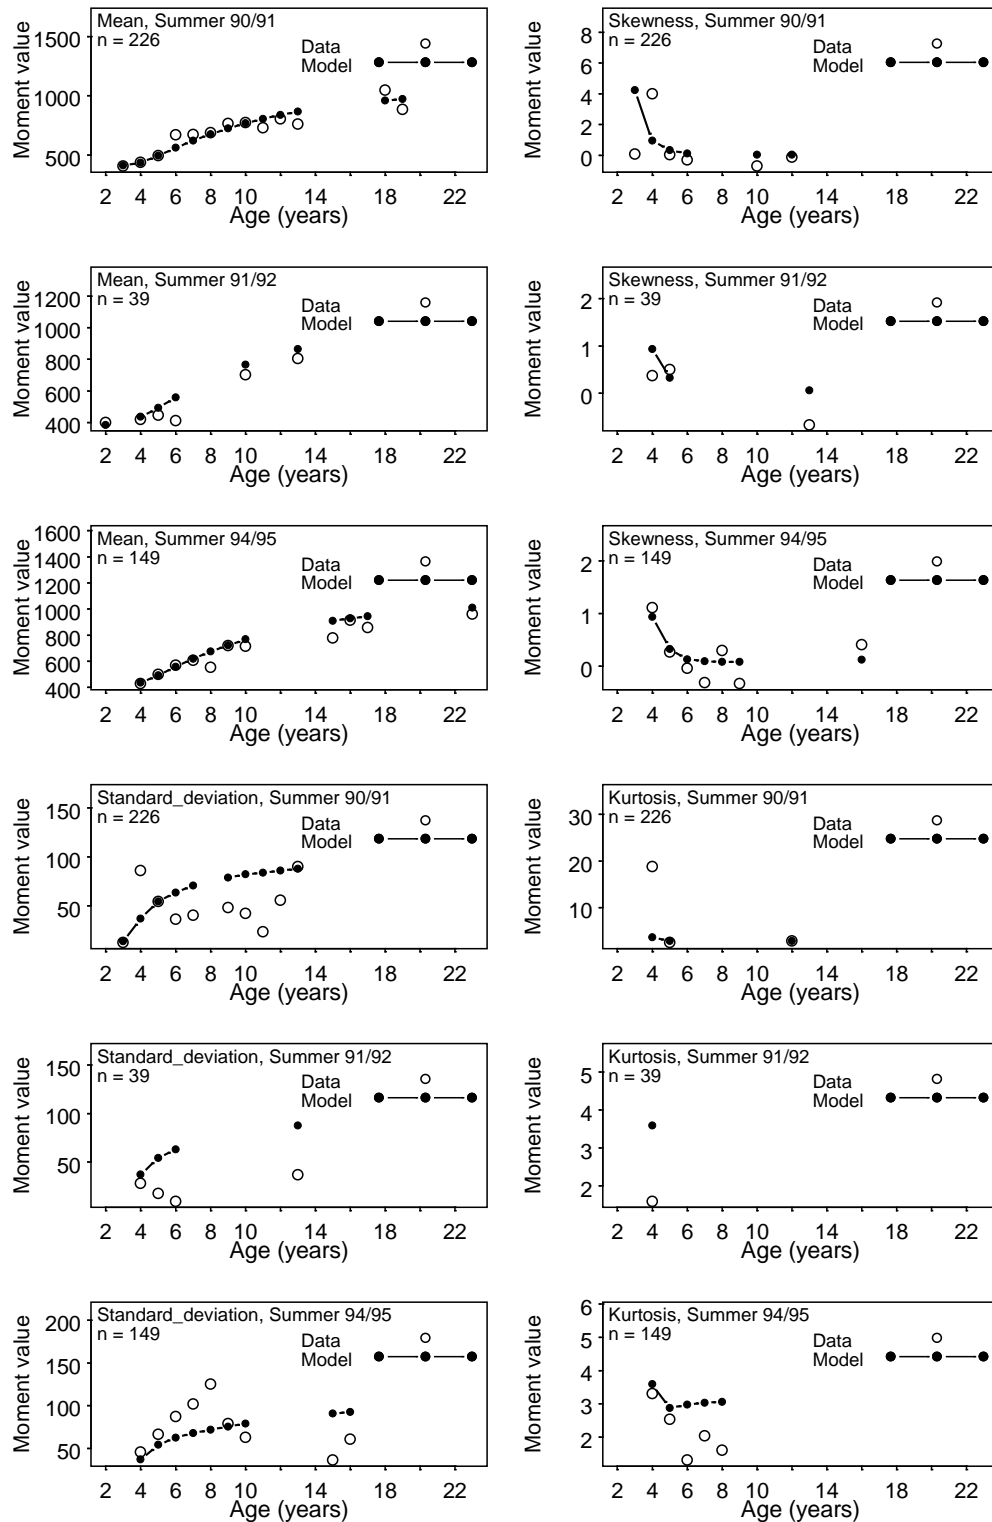 Mean, Summer 90/91
n = 226
Data
Model
1500
1000
500
Moment value
2 4 6 8 10 14 18 22
Age (years)
Skewness, Summer 90/91
n = 226
Data
Model
8
6
4
2
0
Moment value
2 4 6 8 10 14 18 22
Age (years)
Mean, Summer 91/92
n = 39
Data
Model
1200
1000
800
600
400
Moment value
2 4 6 8 10 14 18 22
Age (years)
Skewness, Summer 91/92
n = 39
Data
Model
2
1
0
Moment value
2 4 6 8 10 14 18 22
Age (years)
Mean, Summer 94/95
n = 149
Data
Model
1600
1400
1200
1000
800
600
400
Moment value
2 4 6 8 10 14 18 22
Age (years)
Skewness, Summer 94/95
n = 149
Data
Model
2
1
0
Moment value
2 4 6 8 10 14 18 22
Age (years)
Standard_deviation, Summer 90/91
n = 226
Data
Model
150
100
50
Moment value
2 4 6 8 10 14 18 22
Age (years)
Kurtosis, Summer 90/91
n = 226
Data
Model
30
20
10
Moment value
2 4 6 8 10 14 18 22
Age (years)
Standard_deviation, Summer 91/92
n = 39
Data
Model
150
100
50
Moment value
2 4 6 8 10 14 18 22
Age (years)
Kurtosis, Summer 91/92
n = 39
Data
Model
5
4
3
2
Moment value
2 4 6 8 10 14 18 22
Age (years)
Standard_deviation, Summer 94/95
n = 149
Data
Model
200
150
100
50
Moment value
2 4 6 8 10 14 18 22
Age (years)
Kurtosis, Summer 94/95
n = 149
Data
Model
6
5
4
3
2
Moment value
2 4 6 8 10 14 18 22
Age (years)